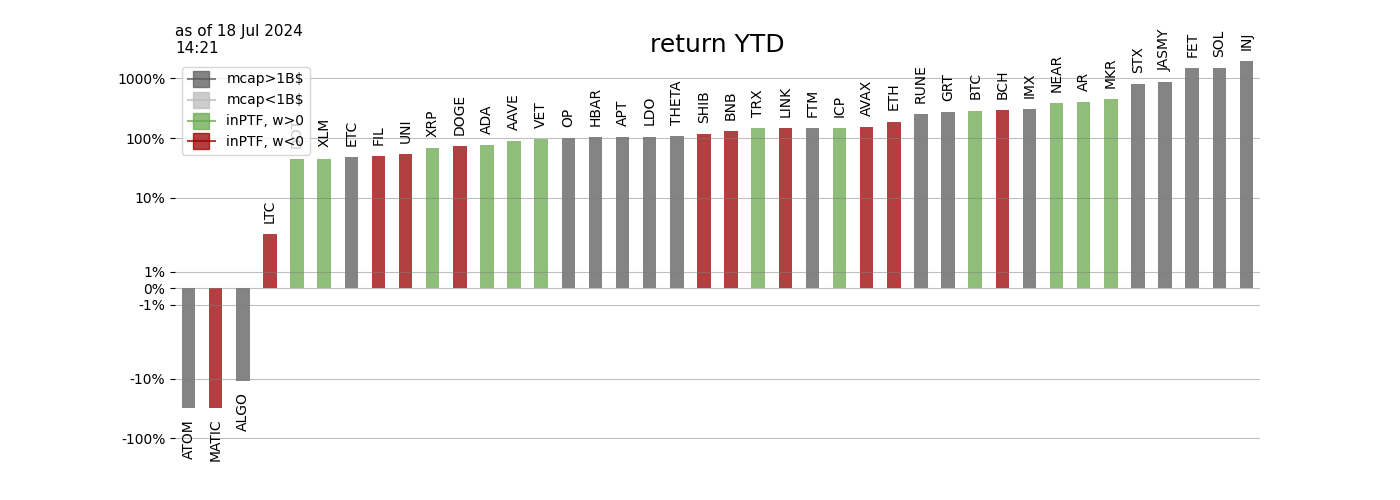 as of 18 Jul 2024
14:21
return YTD
mcap>1B$
mcap<1B$
inPTF, w>0
inPTF, w<0
1000%
100%
10%
1%
0%
-1%
-10%
-100%
ATOM
MATIC
ALGO
LTC
XLM
ETC
FIL
UNI
XRP
DOGE
ADA
AAVE
VET
OP
HBAR
APT
LDO
THETA
SHIB
BNB
TRX
LINK
FTM
ICP
AVAX
ETH
RUNE
GRT
BTC
BCH
IMX
NEAR
AR
MKR
STX
JASMY
FET
SOL
INJ